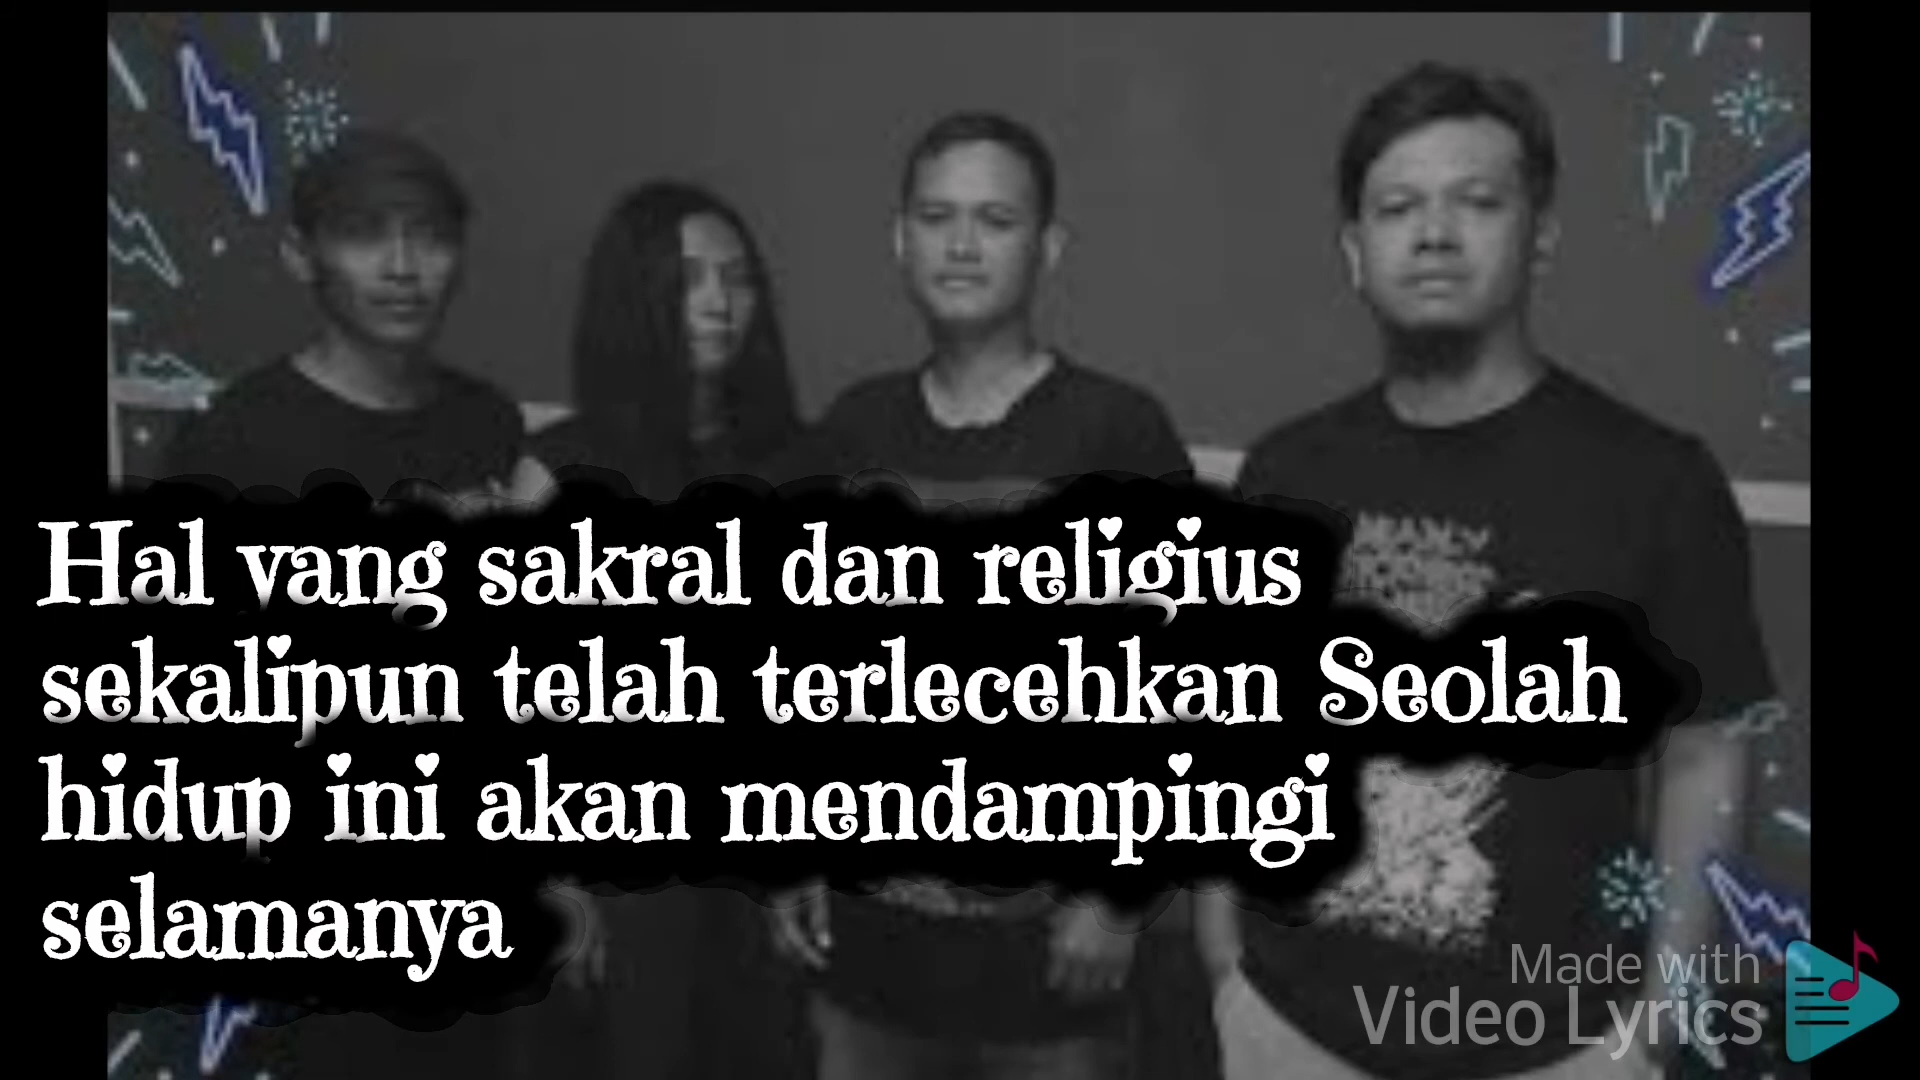 Hal yang sakral dan religius
sekalipun telah terlecehkan Seolah
hidup ini akan mendampingi
selamanya
Made with
Video Lyrics